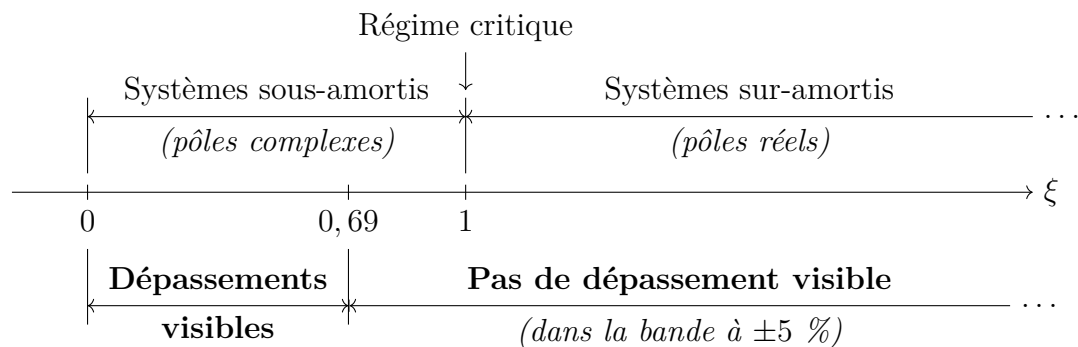 Régime critique
Systèmes sous-amortis
Systèmes sur-amortis
(pôles complexes)
(pôles réels)
...
ξ
0
0,69
1
Dépassements
visibles
Pas de dépassement visible
(dans la bande à ±5 %)
...